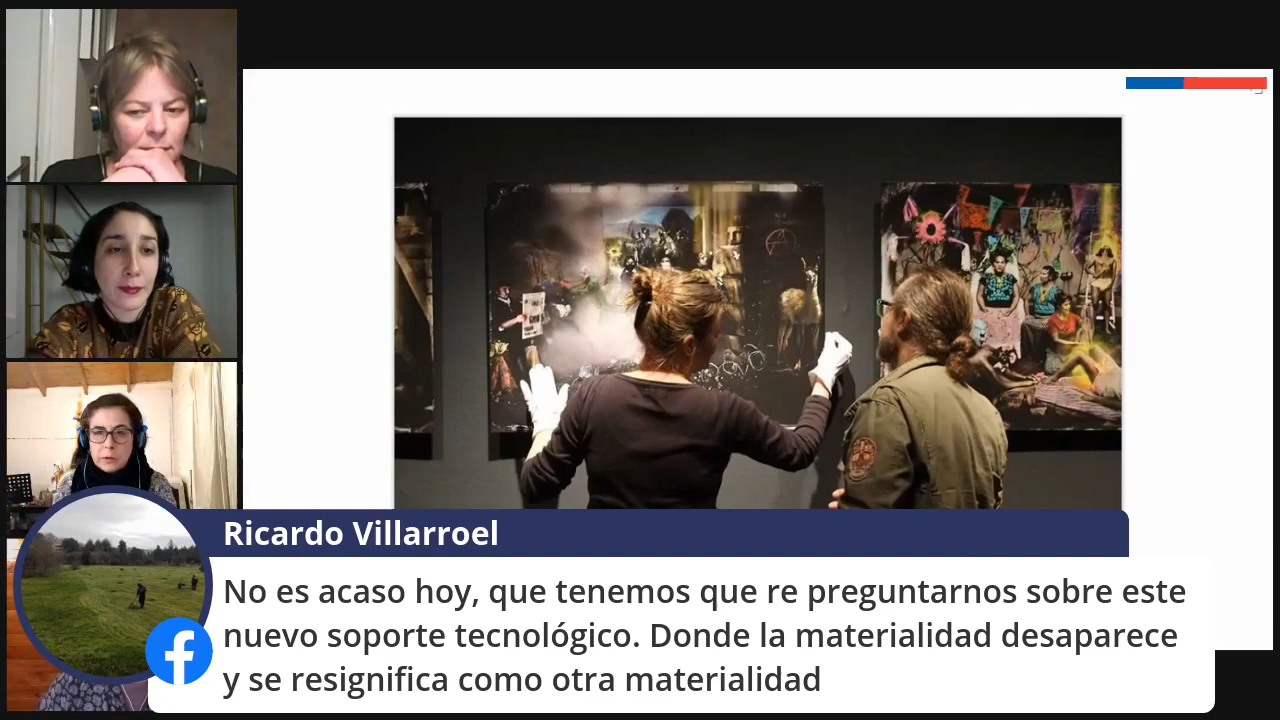 Ricardo Villarroel
No es acaso hoy, que tenemos que re preguntarnos sobre este
nuevo soporte tecnológico. Donde la materialidad desaparece
y se resignifica como otra materialidad